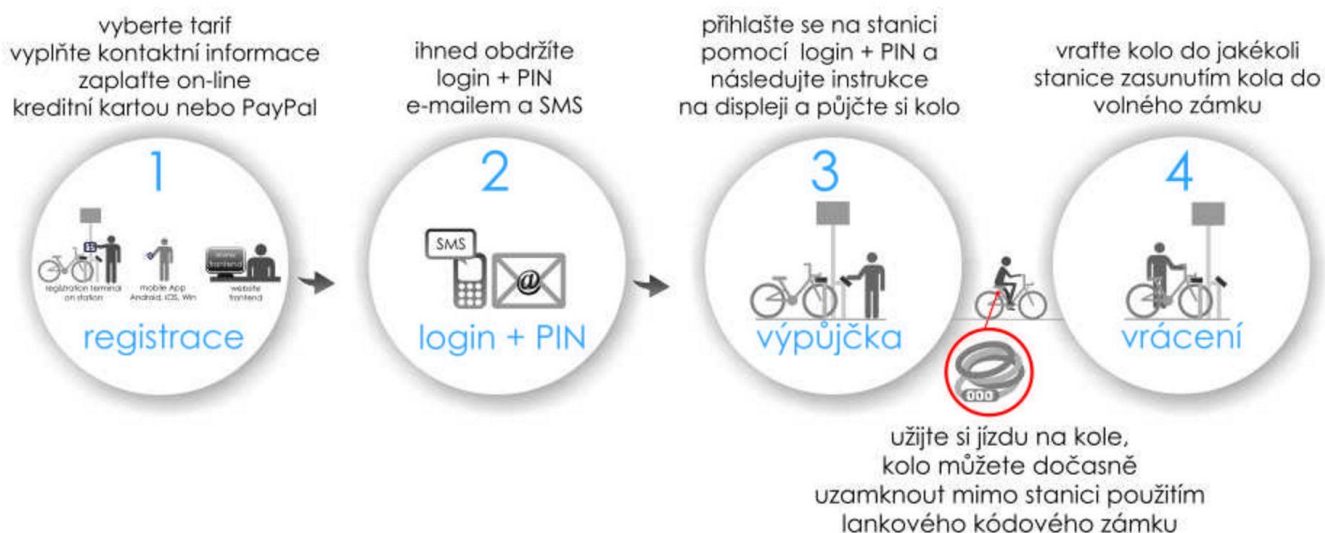 vyberte tarif
vyplňte kontaktní informace
zaplaťte on-line
kreditní kartou nebo PayPal
1
registration terminal
on station
mobile App
Android, iOS, Win
www
frontend
website
frontend
registrace
ihned obdržíte
login + PIN
e-mailem a SMS
2
SMS
@
login + PIN
přihlašte se na stanici
pomocí login + PIN a
následujte instrukce
na displeji a půjčte si kolo
3
výpůjčka
000
užijte si jízdu na kole,
kolo můžete dočasně
uzamknout mimo stanici použitím
lankového kódového zámku
vraťte kolo do jakékoli
stanice zasunutím kola do
volného zámku
4
vrácení